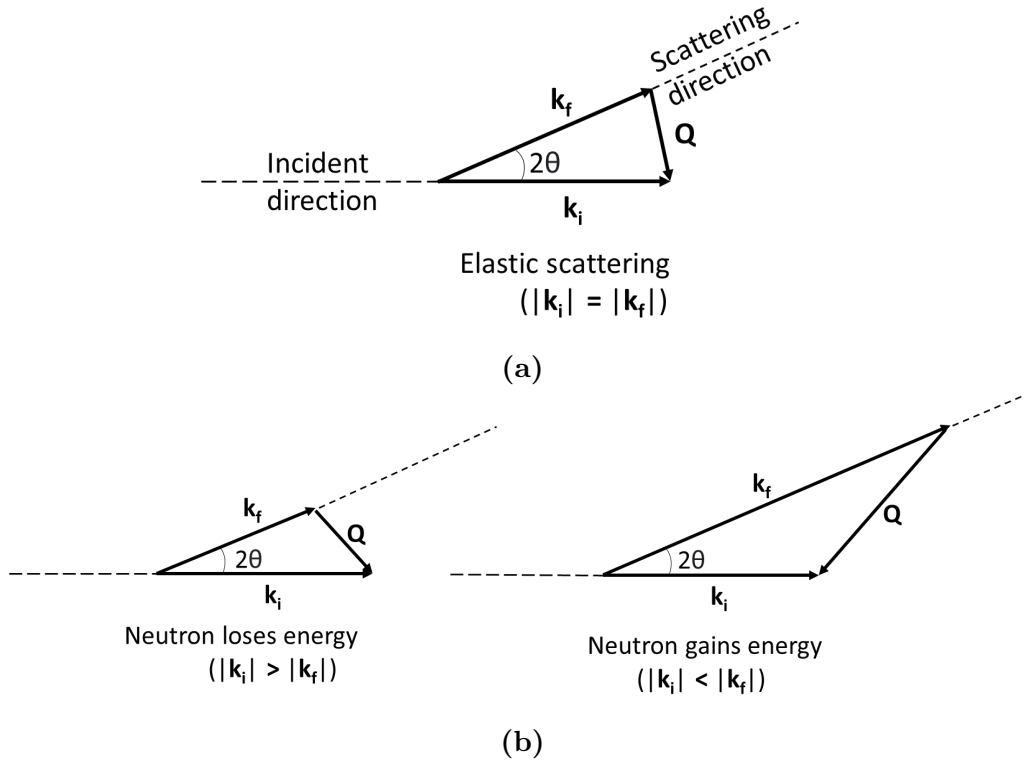 Scattering
direction
k_f
Q
2θ
Incident
direction
k_i
Elastic scattering
(|k_i| = |k_f|)
(a)
k_f
Q
2θ
k_i
Neutron loses energy
(|k_i| > |k_f|)
k_f
Q
2θ
k_i
Neutron gains energy
(|k_i| < |k_f|)
(b)